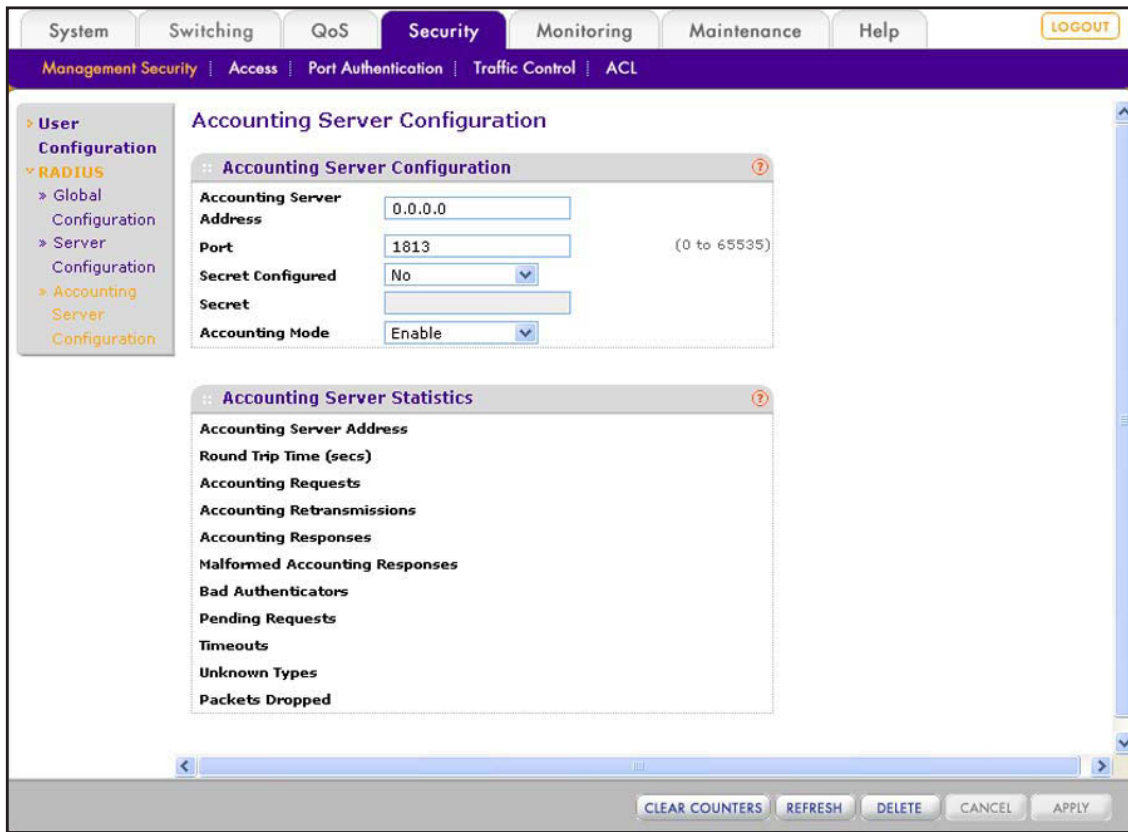 System Switching QoS Security Monitoring Maintenance Help LOGOUT
Management Security | Access | Port Authentication | Traffic Control | ACL
User
Configuration
RADIUS
» Global
Configuration
» Server
Configuration
» Accounting
Server
Configuration
Accounting Server Configuration
Accounting Server Configuration ?
Accounting Server
Address 0.0.0.0
Port 1813 (0 to 65535)
Secret Configured No
Secret
Accounting Mode Enable
Accounting Server Statistics ?
Accounting Server Address
Round Trip Time (secs)
Accounting Requests
Accounting Retransmissions
Accounting Responses
Malformed Accounting Responses
Bad Authenticators
Pending Requests
Timeouts
Unknown Types
Packets Dropped
CLEAR COUNTERS REFRESH DELETE CANCEL APPLY